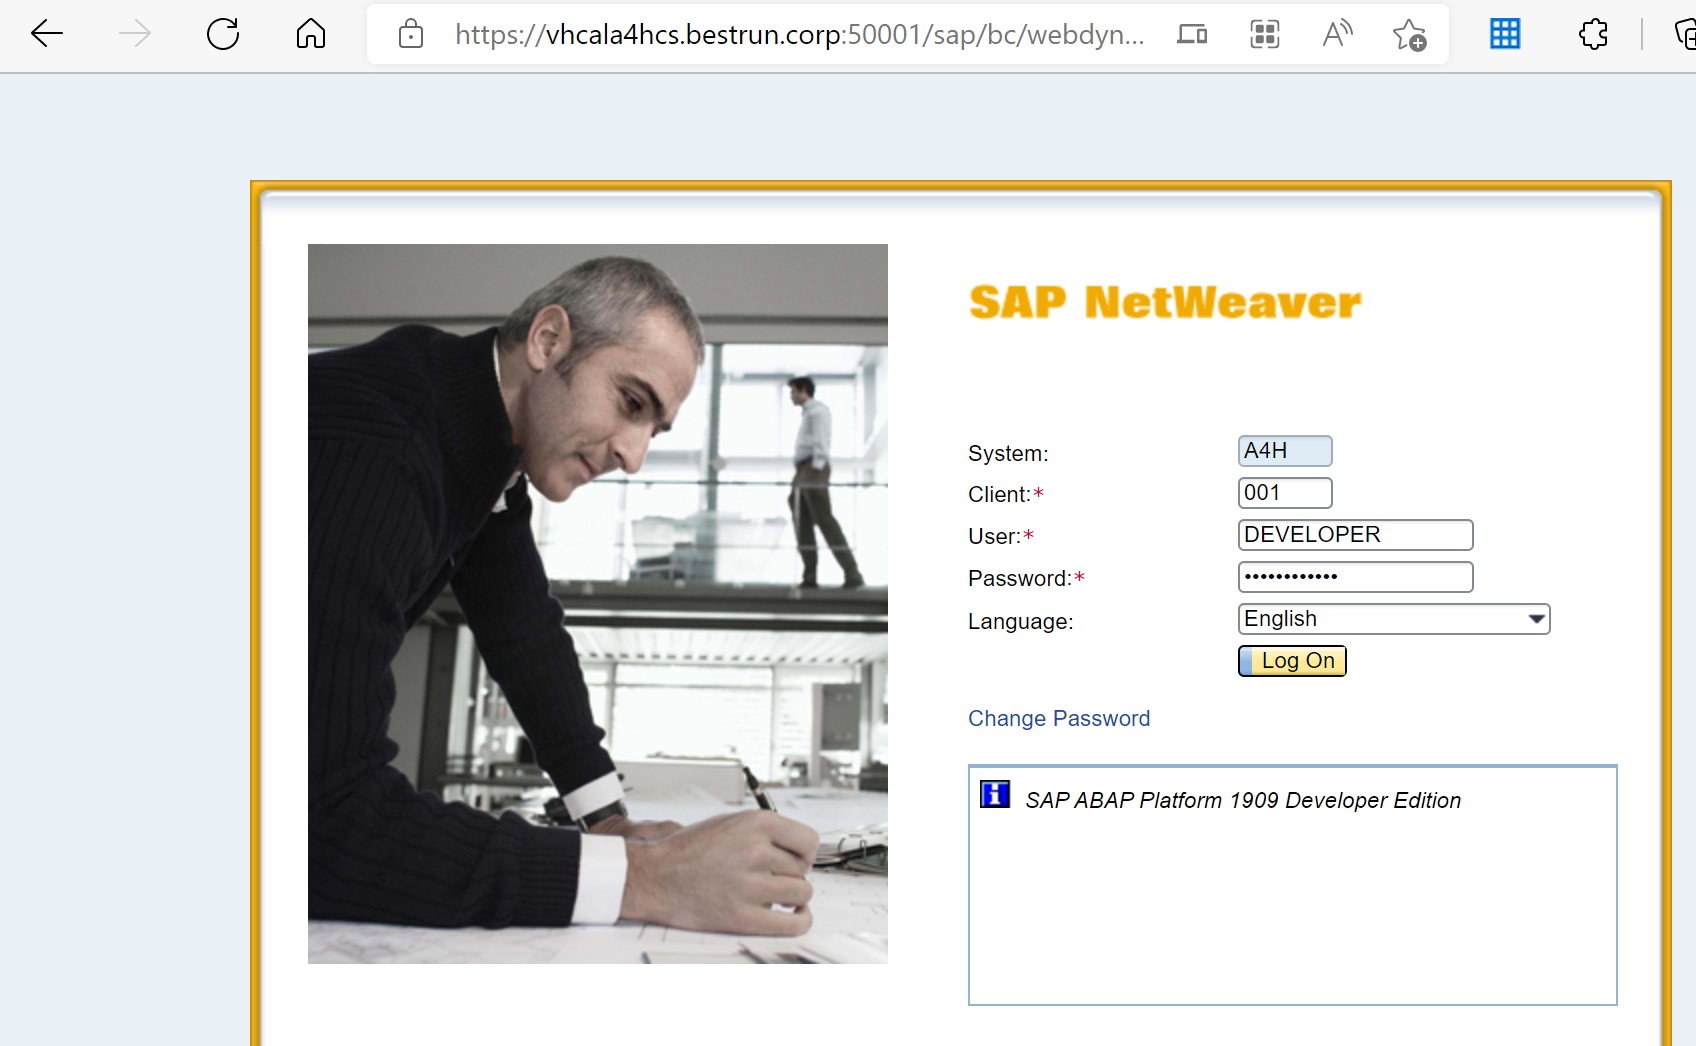 https://vhcala4hcs.bestrun.corp:50001/sap/bc/webdyn...
SAP NetWeaver
System: A4H
Client:* 001
User:* DEVELOPER
Password:* ••••••••••••
Language: English
Log On
Change Password
SAP ABAP Platform 1909 Developer Edition